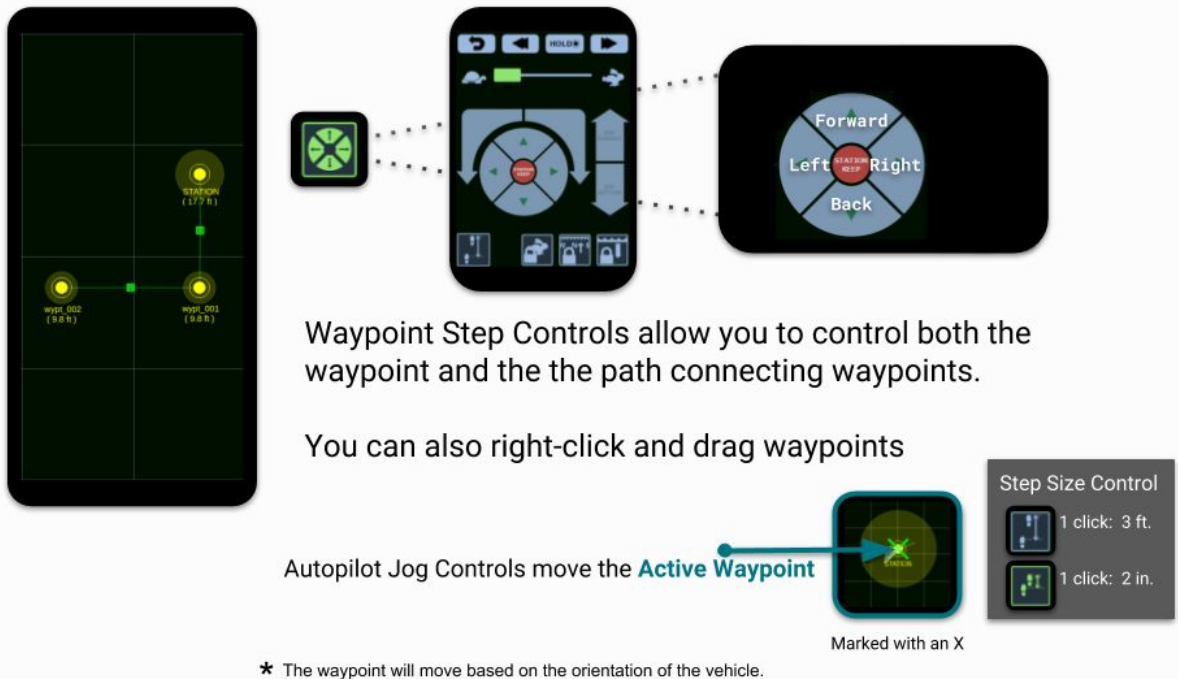 STATION
( 17.7 ft )
wypt_002
( 9.8 ft )
wypt_001
( 9.8 ft )
HOLD
STATION
KEEP
Forward
Left
STATION
KEEP
Right
Back
Waypoint Step Controls allow you to control both the
waypoint and the the path connecting waypoints.
You can also right-click and drag waypoints
Autopilot Jog Controls move the Active Waypoint
STATION
Marked with an X
Step Size Control
1 click: 3 ft.
1 click: 2 in.
* The waypoint will move based on the orientation of the vehicle.